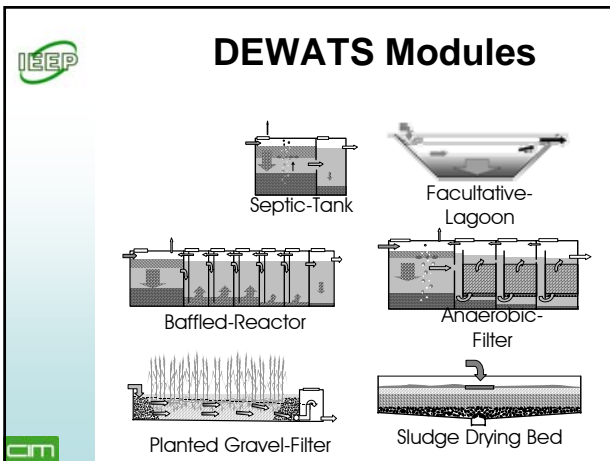 IEEP
DEWATS Modules
Septic-Tank
Facultative-
Lagoon
Baffled-Reactor
Anaerobic-
Filter
Planted Gravel-Filter
Sludge Drying Bed
cim